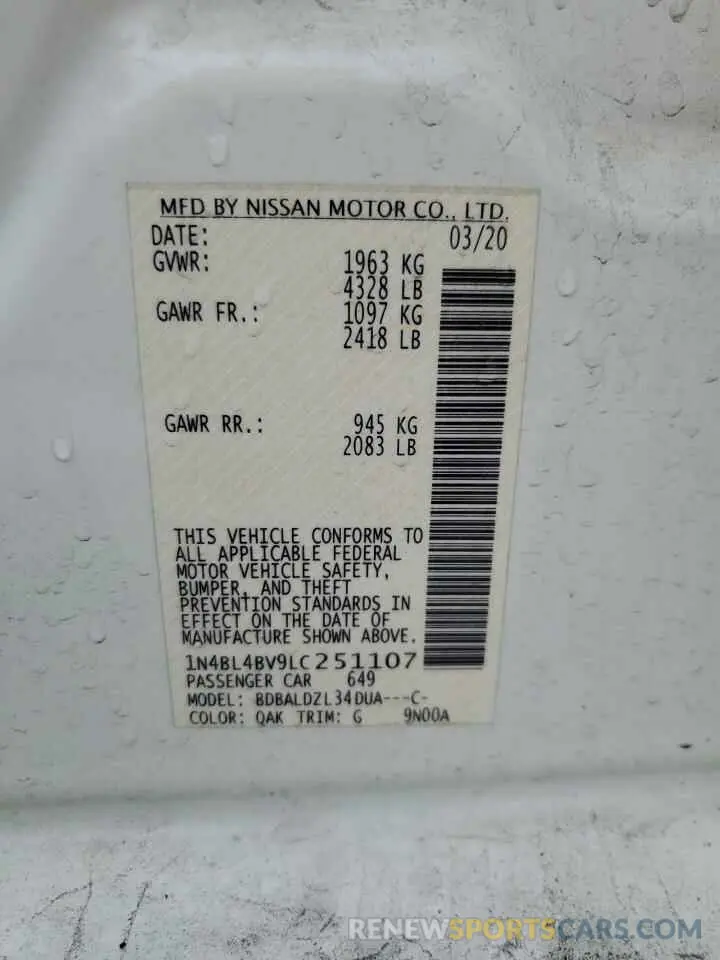 MFD BY NISSAN MOTOR CO., LTD.
DATE: 03/20
GVWR: 1963 KG
4328 LB
GAWR FR.: 1097 KG
2418 LB
GAWR RR.: 945 KG
2083 LB
THIS VEHICLE CONFORMS TO
ALL APPLICABLE FEDERAL
MOTOR VEHICLE SAFETY,
BUMPER, AND THEFT
PREVENTION STANDARDS IN
EFFECT ON THE DATE OF
MANUFACTURE SHOWN ABOVE.
1N4BL4BV9LC251107
PASSENGER CAR 649
MODEL: BDBALDZL34DUA---C-
COLOR: QAK TRIM: G 9N00A
RENEWSPORTSCARS.COM